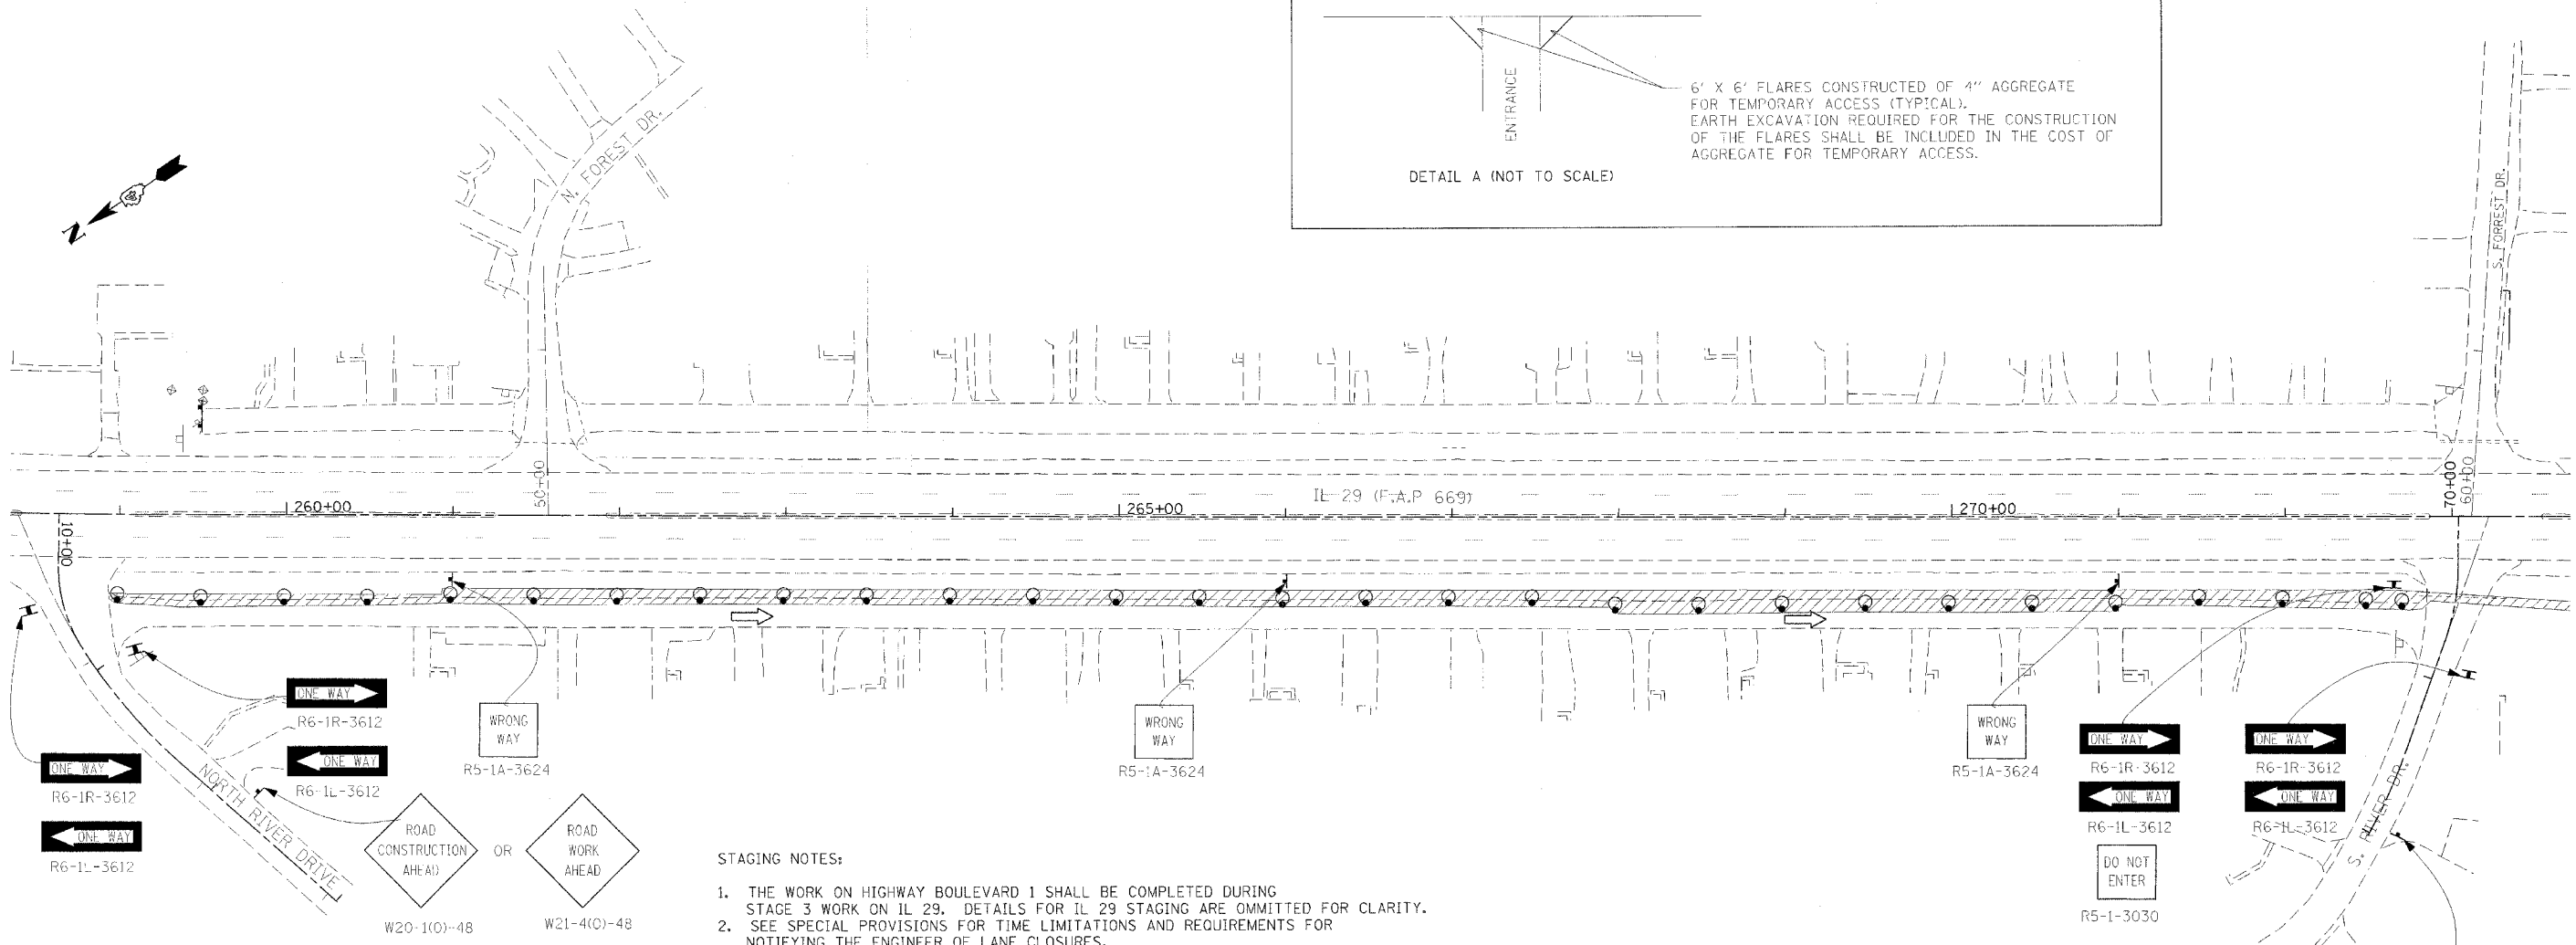 ENTRANCE
6' X 6' FLARES CONSTRUCTED OF 4" AGGREGATE
FOR TEMPORARY ACCESS (TYPICAL).
EARTH EXCAVATION REQUIRED FOR THE CONSTRUCTION
OF THE FLARES SHALL BE INCLUDED IN THE COST OF
AGGREGATE FOR TEMPORARY ACCESS.
DETAIL A (NOT TO SCALE)
N
N. FOREST DR.
S. FORREST DR.
IL 29 (F.A.P 669)
10+00
260+00
50+00
265+00
270+00
70+00
60+00
ONE WAY
R6-1R-3612
ONE WAY
R6-1L-3612
ONE WAY
R6-1R-3612
ONE WAY
R6-1L-3612
NORTH RIVER DRIVE
WRONG
WAY
R5-1A-3624
WRONG
WAY
R5-1A-3624
WRONG
WAY
R5-1A-3624
ONE WAY
R6-1R-3612
ONE WAY
R6-1L-3612
DO NOT
ENTER
R5-1-3030
ONE WAY
R6-1R-3612
ONE WAY
R6-1L-3612
S. RIVER DR.
ROAD
CONSTRUCTION
AHEAD
W20-1(O)-48
OR
ROAD
WORK
AHEAD
W21-4(O)-48
STAGING NOTES:
1. THE WORK ON HIGHWAY BOULEVARD 1 SHALL BE COMPLETED DURING
STAGE 3 WORK ON IL 29. DETAILS FOR IL 29 STAGING ARE OMMITTED FOR CLARITY.
2. SEE SPECIAL PROVISIONS FOR TIME LIMITATIONS AND REQUIREMENTS FOR
NOTIFYING THE ENGINEER OF LANE CLOSURES.